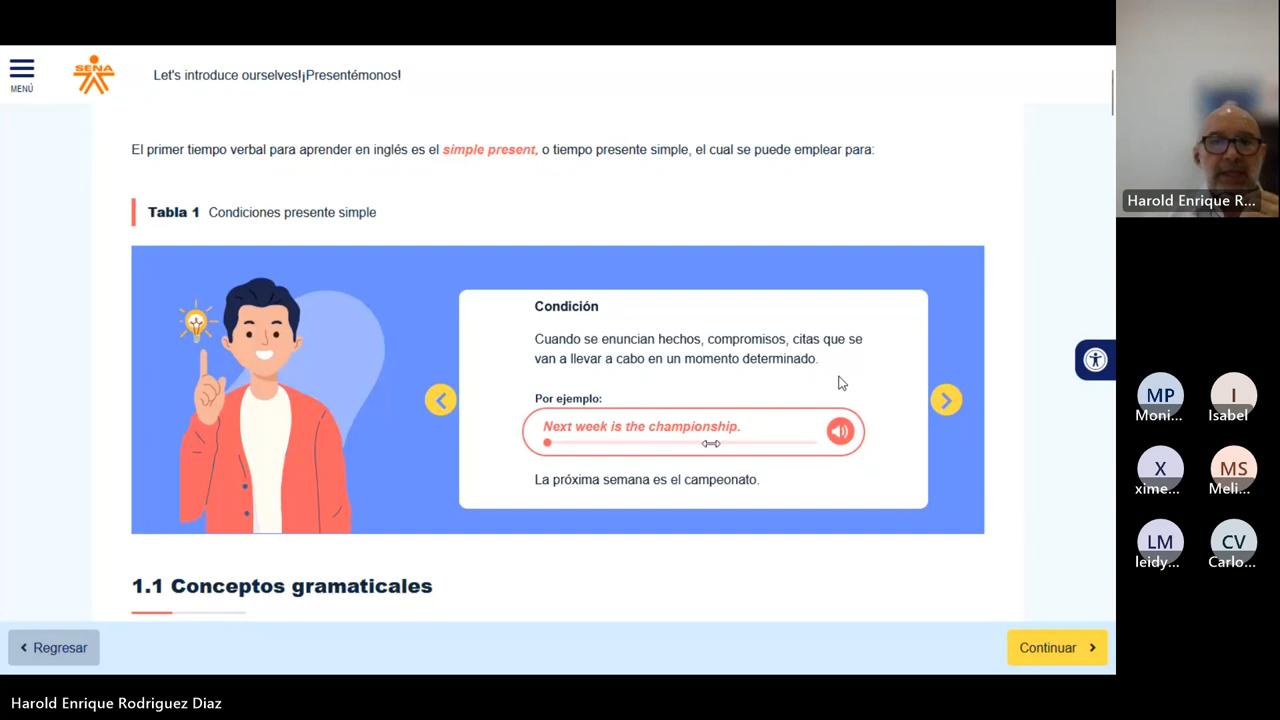 MENÚ
SENA
Let's introduce ourselves!¡Presentémonos!
El primer tiempo verbal para aprender en inglés es el simple present, o tiempo presente simple, el cual se puede emplear para:
Tabla 1 Condiciones presente simple
Condición
Cuando se enuncian hechos, compromisos, citas que se
van a llevar a cabo en un momento determinado.
Por ejemplo:
Next week is the championship.
La próxima semana es el campeonato.
1.1 Conceptos gramaticales
Regresar
Continuar
Harold Enrique R...
MP
Moni...
I
Isabel
X
xime...
MS
Meli...
LM
leidy...
CV
Carlo...
Harold Enrique Rodriguez Diaz